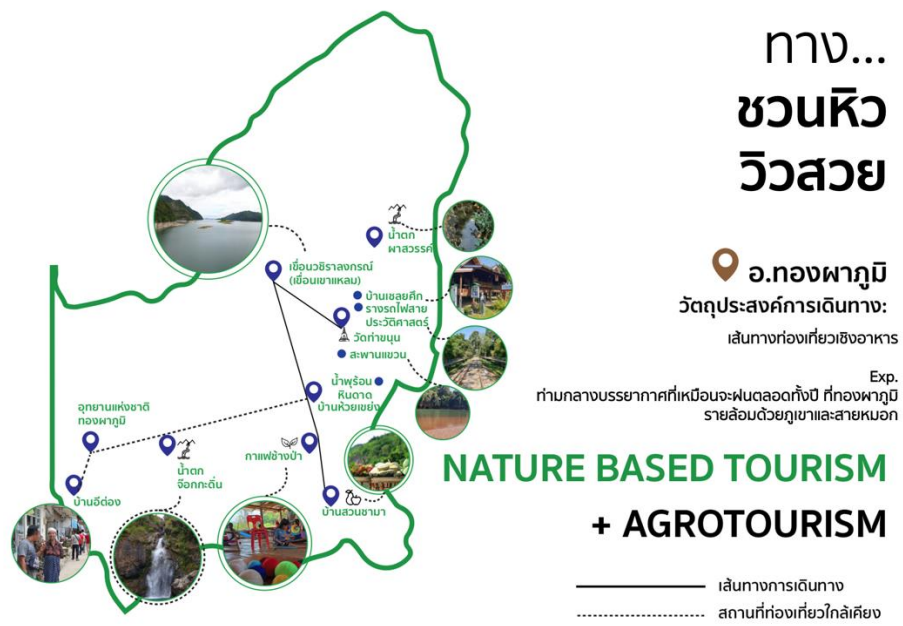 ทาง...
ชวนหิว
วิวสวย
อ.ทองผาภูมิ
วัตถุประสงค์การเดินทาง:
เส้นทางท่องเที่ยวเชิงอาหาร
Exp.
ท่ามกลางบรรยากาศที่เหมือนจะฝนตลอดทั้งปี ที่ทองผาภูมิ
รายล้อมด้วยภูเขาและสายหมอก
NATURE BASED TOURISM
+ AGROTOURISM
เส้นทางการเดินทาง
สถานที่ท่องเที่ยวใกล้เคียง
น้ำตก
ผาสวรรค์
เขื่อนวชิราลงกรณ์
(เขื่อนเขาแหลม)
บ้านเชลยศึก
รางรถไฟสาย
ประวัติศาสตร์
วัดท่าขนุน
สะพานแขวน
น้ำพุร้อน
หินดาด
บ้านห้วยเขย่ง
อุทยานแห่งชาติ
ทองผาภูมิ
น้ำตก
จ๊อกกะดิ่น
กาแฟช้างป่า
บ้านอีต่อง
บ้านสวนชามา